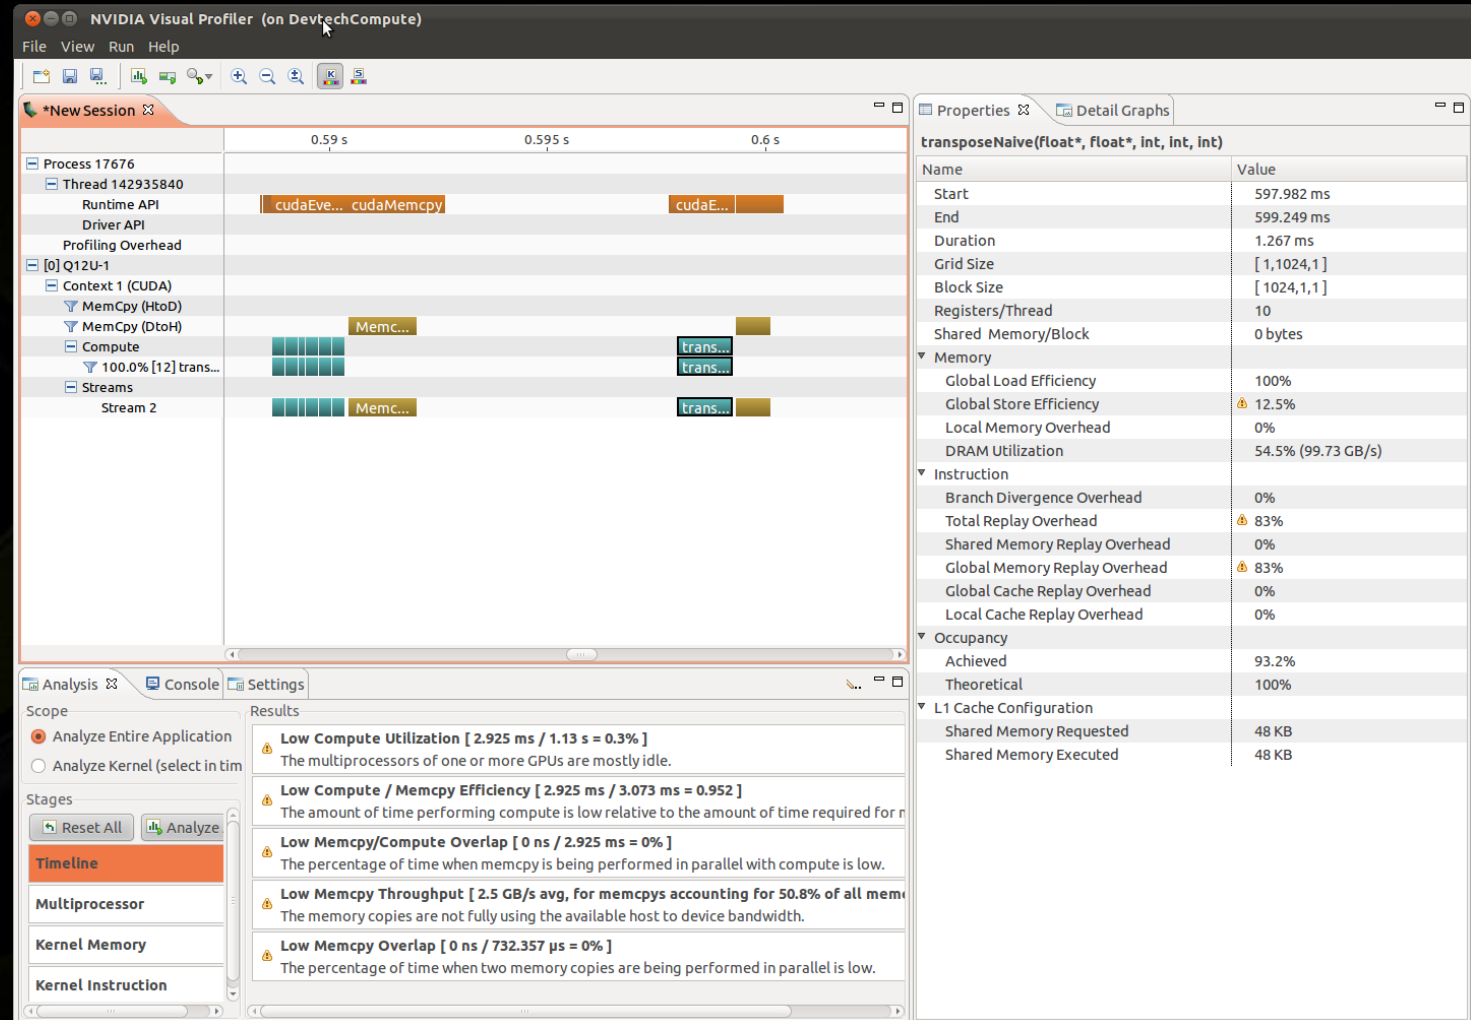 NVIDIA Visual Profiler (on DevtechCompute)
File View Run Help
*New Session
0.59 s 0.595 s 0.6 s
Process 17676
Thread 142935840
Runtime API cudaEve... cudaMemcpy cudaE...
Driver API
Profiling Overhead
[0] Q12U-1
Context 1 (CUDA)
MemCpy (HtoD)
MemCpy (DtoH) Memc...
Compute trans...
100.0% [12] trans... trans...
Streams
Stream 2 Memc... trans...
Properties Detail Graphs
transposeNaive(float*, float*, int, int, int)
Name Value
Start 597.982 ms
End 599.249 ms
Duration 1.267 ms
Grid Size [ 1,1024,1 ]
Block Size [ 1024,1,1 ]
Registers/Thread 10
Shared Memory/Block 0 bytes
Memory
Global Load Efficiency 100%
Global Store Efficiency 12.5%
Local Memory Overhead 0%
DRAM Utilization 54.5% (99.73 GB/s)
Instruction
Branch Divergence Overhead 0%
Total Replay Overhead 83%
Shared Memory Replay Overhead 0%
Global Memory Replay Overhead 83%
Global Cache Replay Overhead 0%
Local Cache Replay Overhead 0%
Occupancy
Achieved 93.2%
Theoretical 100%
L1 Cache Configuration
Shared Memory Requested 48 KB
Shared Memory Executed 48 KB
Analysis Console Settings
Scope
Analyze Entire Application
Analyze Kernel (select in tim
Stages
Reset All Analyze
Timeline
Multiprocessor
Kernel Memory
Kernel Instruction
Results
Low Compute Utilization [ 2.925 ms / 1.13 s = 0.3% ]
The multiprocessors of one or more GPUs are mostly idle.
Low Compute / Memcpy Efficiency [ 2.925 ms / 3.073 ms = 0.952 ]
The amount of time performing compute is low relative to the amount of time required for
Low Memcpy/Compute Overlap [ 0 ns / 2.925 ms = 0% ]
The percentage of time when memcpy is being performed in parallel with compute is low.
Low Memcpy Throughput [ 2.5 GB/s avg, for memcpys accounting for 50.8% of all mem
The memory copies are not fully using the available host to device bandwidth.
Low Memcpy Overlap [ 0 ns / 732.357 µs = 0% ]
The percentage of time when two memory copies are being performed in parallel is low.